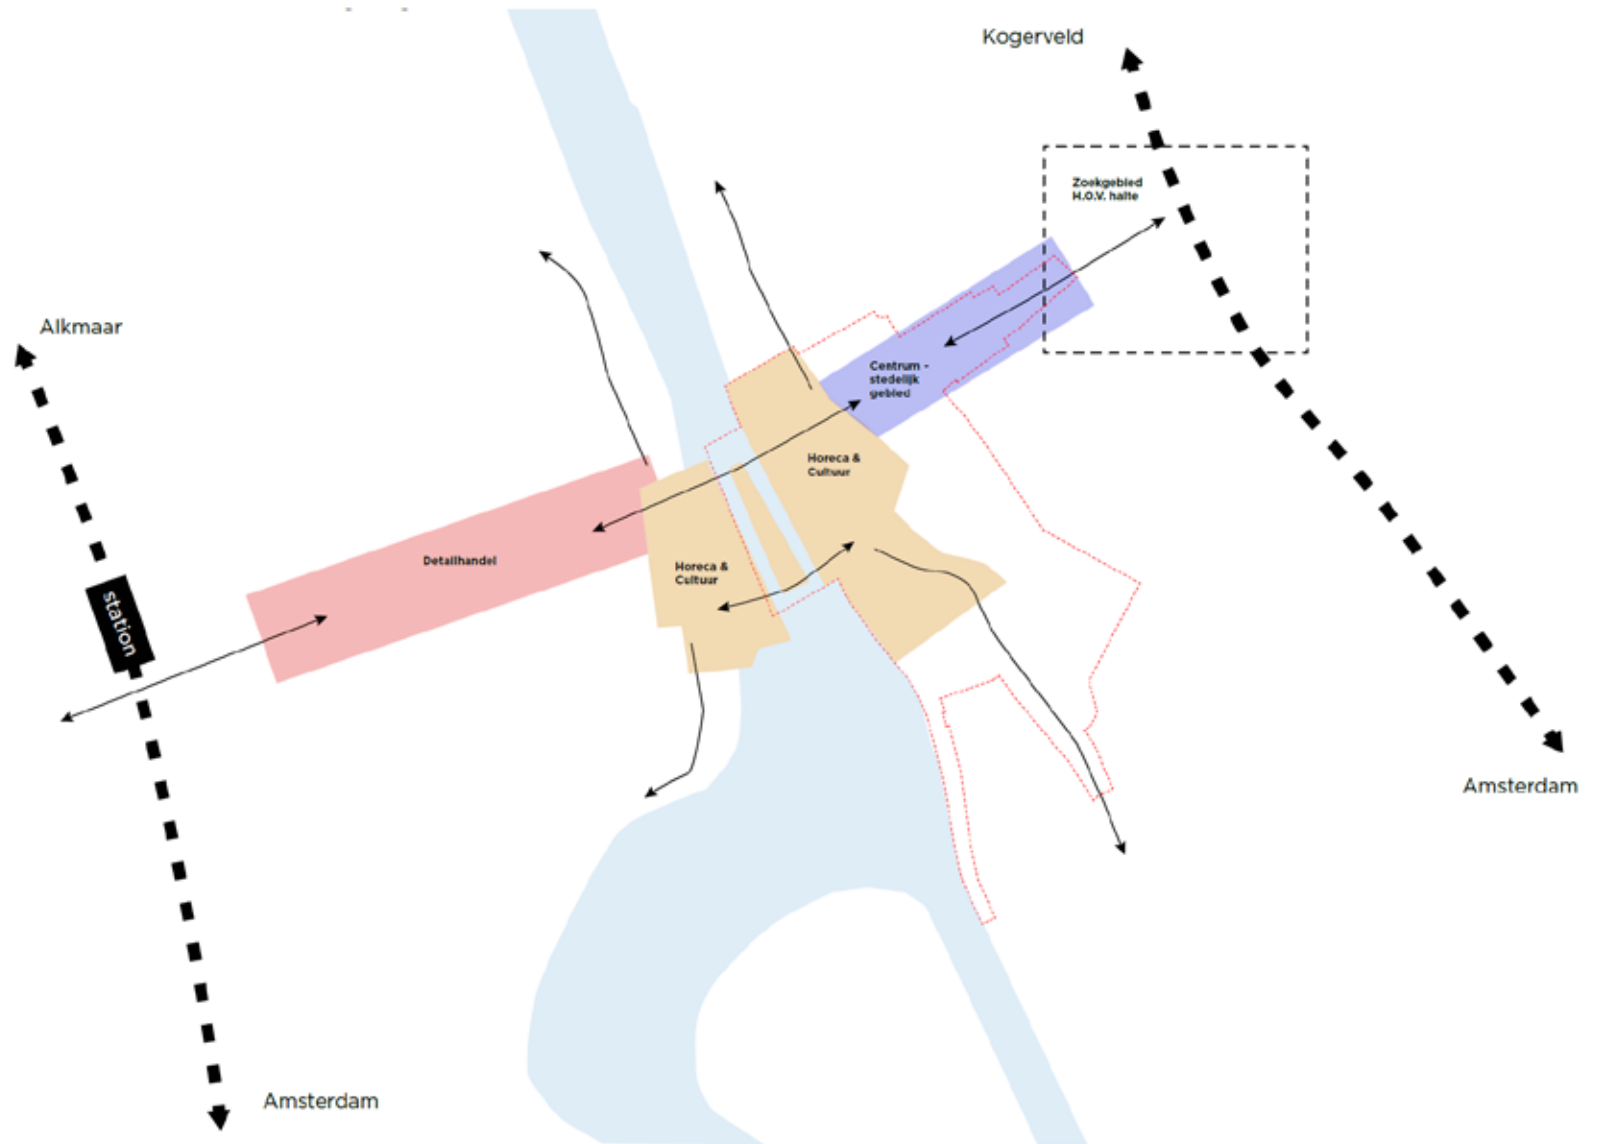 Kogerveld
Zoekgebied
H.O.V. halte
Alkmaar
Centrum -
stedelijk
gebied
Horeca &
Cultuur
Detailhandel
Horeca &
Cultuur
station
Amsterdam
Amsterdam